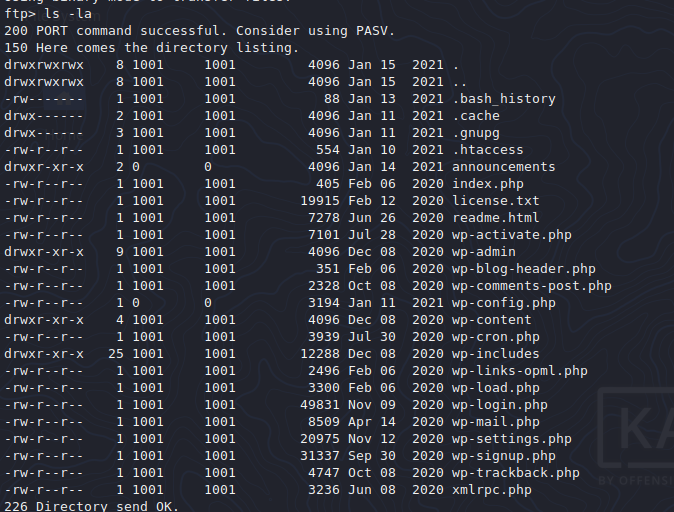 using binary mode to transfer files.
ftp> ls -la
200 PORT command successful. Consider using PASV.
150 Here comes the directory listing.
drwxrwxrwx    8 1001     1001         4096 Jan 15  2021 .
drwxrwxrwx    8 1001     1001         4096 Jan 15  2021 ..
-rw-------    1 1001     1001           88 Jan 13  2021 .bash_history
drwx------    2 1001     1001         4096 Jan 11  2021 .cache
drwx------    3 1001     1001         4096 Jan 11  2021 .gnupg
-rw-r--r--    1 1001     1001          554 Jan 10  2021 .htaccess
drwxr-xr-x    2 0        0            4096 Jan 14  2021 announcements
-rw-r--r--    1 1001     1001          405 Feb 06  2020 index.php
-rw-r--r--    1 1001     1001        19915 Feb 12  2020 license.txt
-rw-r--r--    1 1001     1001         7278 Jun 26  2020 readme.html
-rw-r--r--    1 1001     1001         7101 Jul 28  2020 wp-activate.php
drwxr-xr-x    9 1001     1001         4096 Dec 08  2020 wp-admin
-rw-r--r--    1 1001     1001          351 Feb 06  2020 wp-blog-header.php
-rw-r--r--    1 1001     1001         2328 Oct 08  2020 wp-comments-post.php
-rw-r--r--    1 0        0            3194 Jan 11  2021 wp-config.php
drwxr-xr-x    4 1001     1001         4096 Dec 08  2020 wp-content
-rw-r--r--    1 1001     1001         3939 Jul 30  2020 wp-cron.php
drwxr-xr-x   25 1001     1001        12288 Dec 08  2020 wp-includes
-rw-r--r--    1 1001     1001         2496 Feb 06  2020 wp-links-opml.php
-rw-r--r--    1 1001     1001         3300 Feb 06  2020 wp-load.php
-rw-r--r--    1 1001     1001        49831 Nov 09  2020 wp-login.php
-rw-r--r--    1 1001     1001         8509 Apr 14  2020 wp-mail.php
-rw-r--r--    1 1001     1001        20975 Nov 12  2020 wp-settings.php
-rw-r--r--    1 1001     1001        31337 Sep 30  2020 wp-signup.php
-rw-r--r--    1 1001     1001         4747 Oct 08  2020 wp-trackback.php
-rw-r--r--    1 1001     1001         3236 Jun 08  2020 xmlrpc.php
226 Directory send OK.
KA
BY OFFENSI